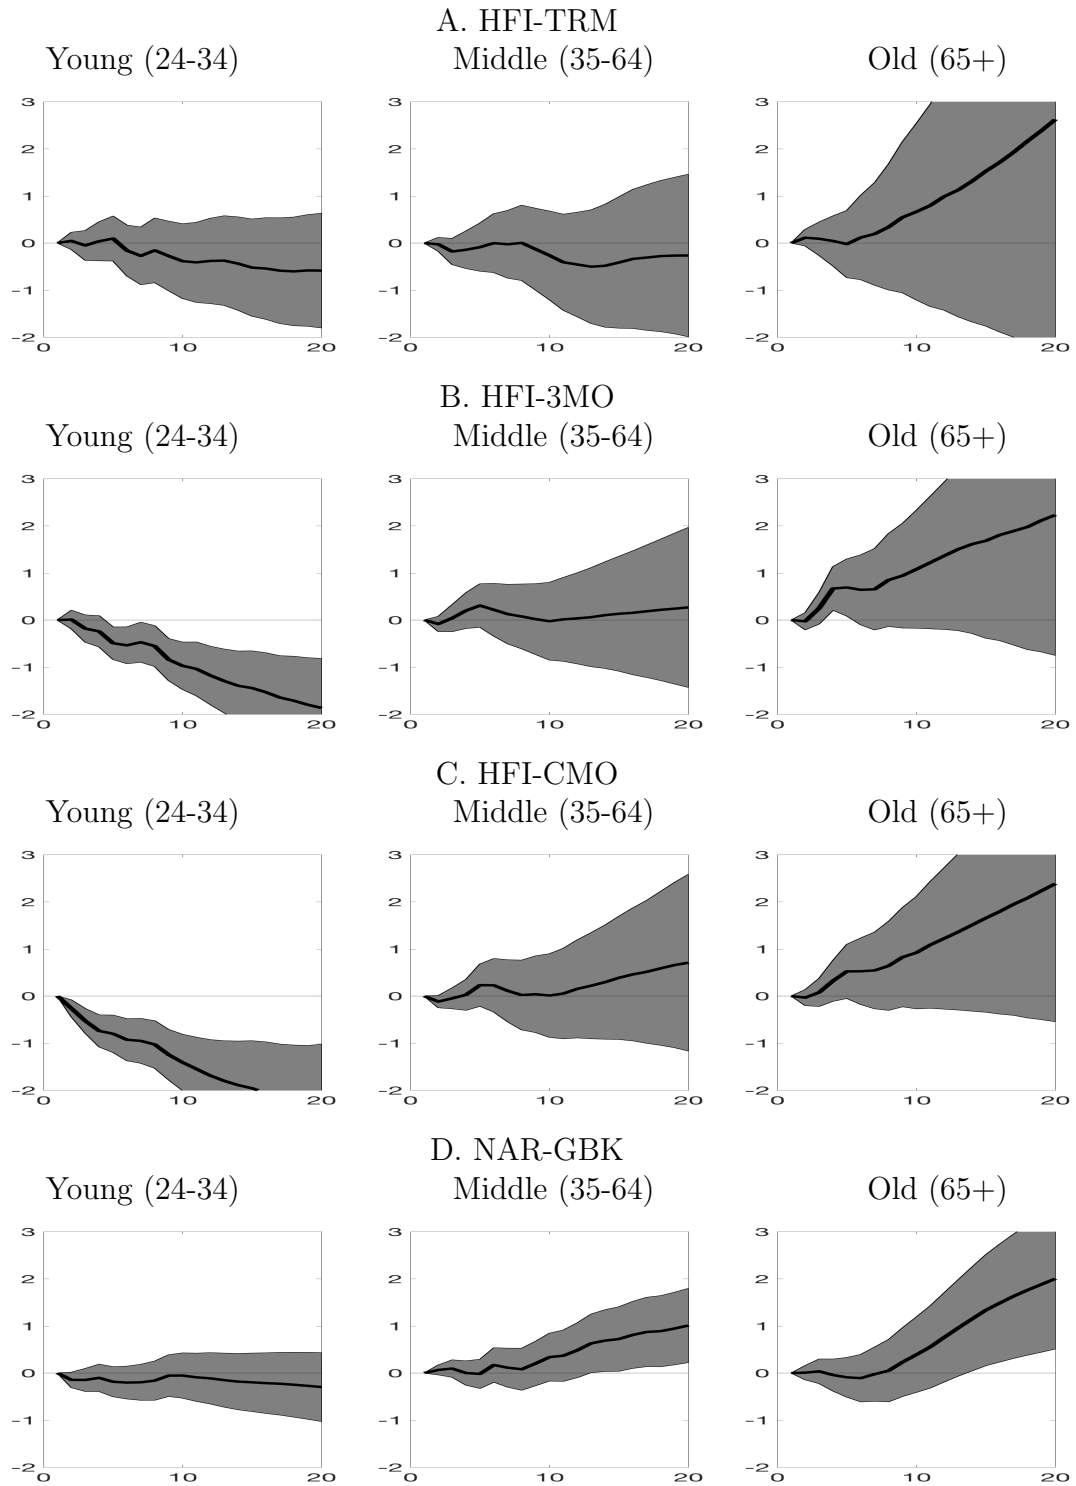 A. HFI-TRM
Young (24-34) Middle (35-64) Old (65+)
3 3 3
2 2 2
1 1 1
0 0 0
-1 -1 -1
-2 -2 -2
0 10 20 0 10 20 0 10 20
B. HFI-3MO
Young (24-34) Middle (35-64) Old (65+)
3 3 3
2 2 2
1 1 1
0 0 0
-1 -1 -1
-2 -2 -2
0 10 20 0 10 20 0 10 20
C. HFI-CMO
Young (24-34) Middle (35-64) Old (65+)
3 3 3
2 2 2
1 1 1
0 0 0
-1 -1 -1
-2 -2 -2
0 10 20 0 10 20 0 10 20
D. NAR-GBK
Young (24-34) Middle (35-64) Old (65+)
3 3 3
2 2 2
1 1 1
0 0 0
-1 -1 -1
-2 -2 -2
0 10 20 0 10 20 0 10 20